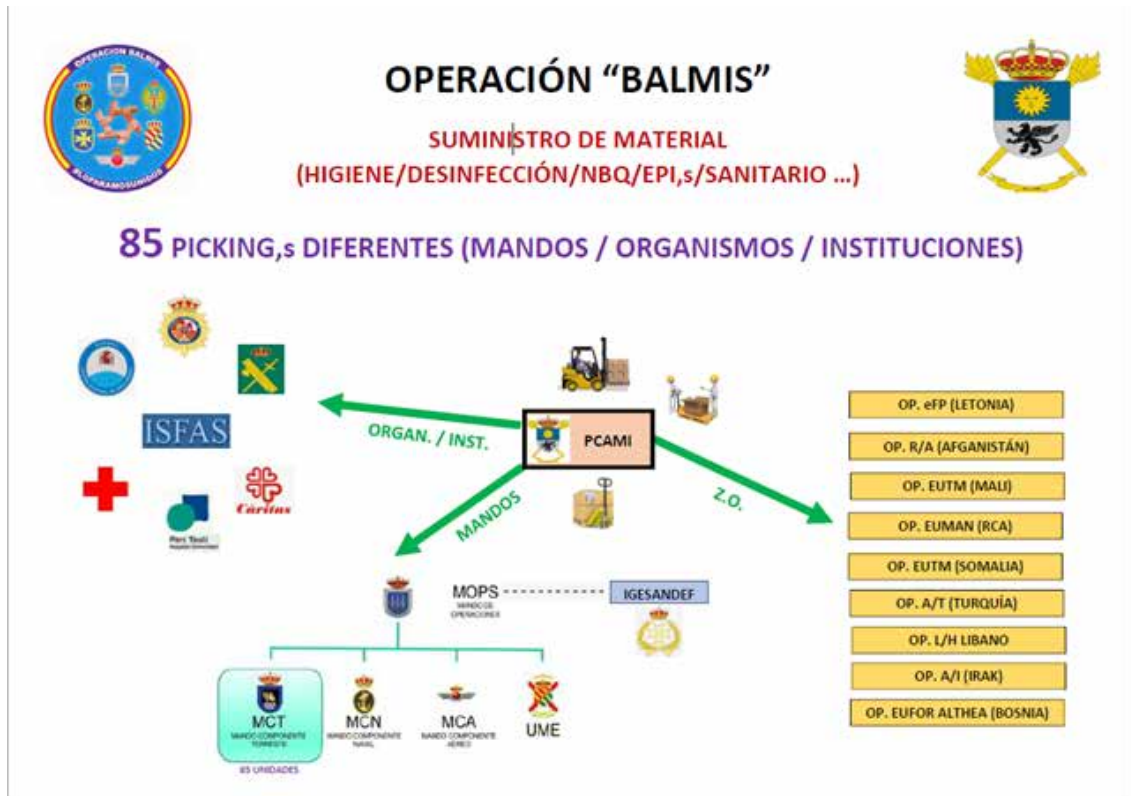 OPERACION BALMIS
#LOPARAMOSUNIDOS
OPERACIÓN “BALMIS”
SUMINISTRO DE MATERIAL
(HIGIENE/DESINFECCIÓN/NBQ/EPI,s/SANITARIO ...)
85 PICKING,s DIFERENTES (MANDOS / ORGANISMOS / INSTITUCIONES)
ISFAS
Cáritas
Parc Taulí
ORGAN. / INST.
PCAMI
MANDOS
Z.O.
OP. eFP (LETONIA)
OP. R/A (AFGANISTÁN)
OP. EUTM (MALI)
OP. EUMAN (RCA)
OP. EUTM (SOMALIA)
OP. A/T (TURQUÍA)
OP. L/H LIBANO
OP. A/I (IRAK)
OP. EUFOR ALTHEA (BOSNIA)
MOPS
MANDO DE
OPERACIONES
IGESANDEF
MCT
MANDO COMPONENTE
TERRESTRE
MCN
MANDO COMPONENTE
NAVAL
MCA
MANDO COMPONENTE
AÉREO
UME